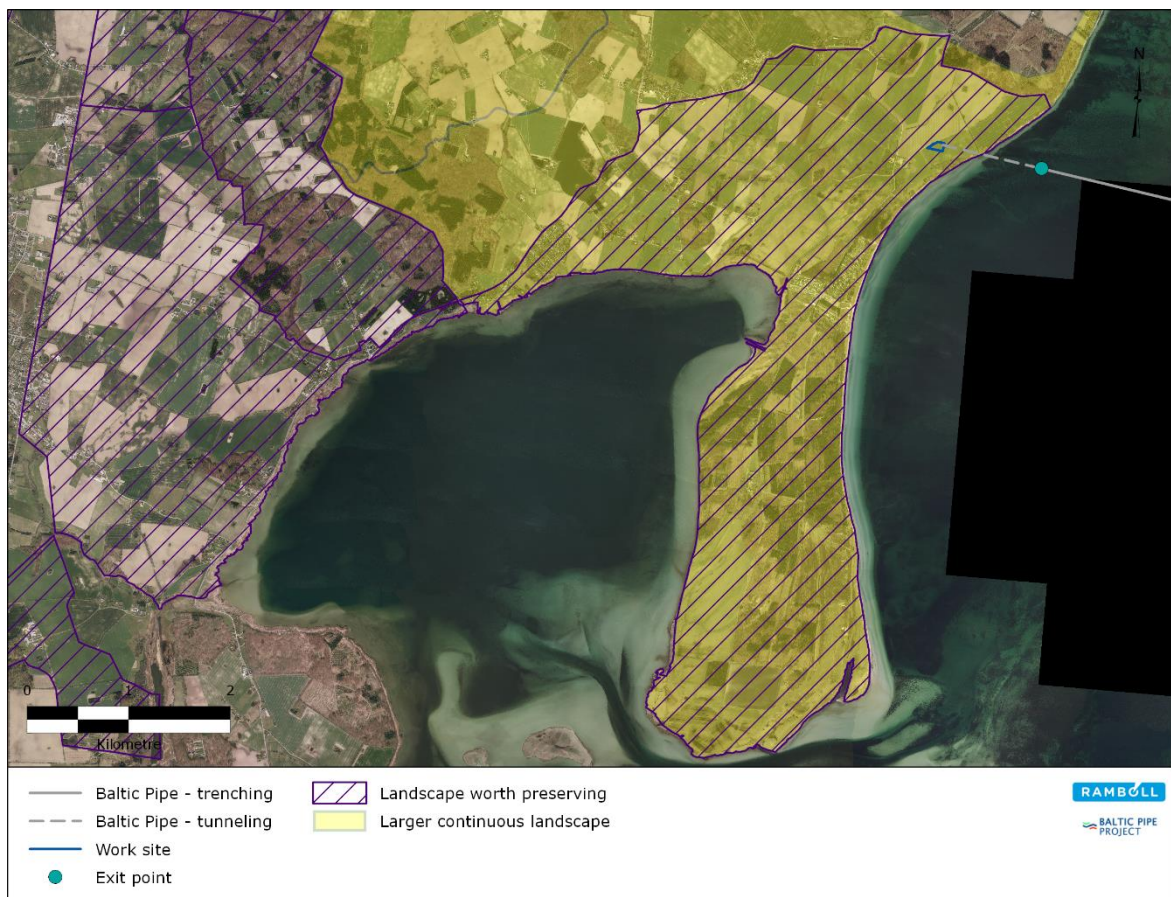 N
0 1 2
Kilometre
Baltic Pipe - trenching
Baltic Pipe - tunneling
Work site
Exit point
Landscape worth preserving
Larger continuous landscape
RAMBOLL
BALTIC PIPE
PROJECT